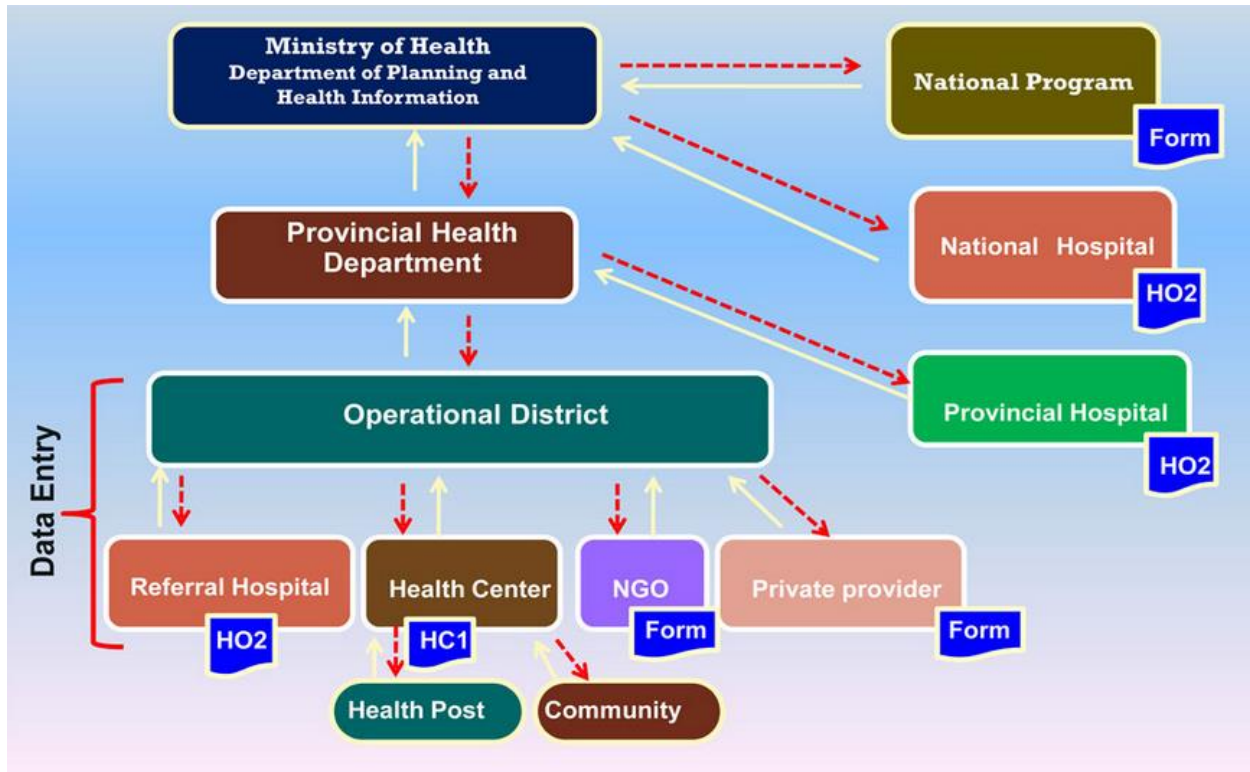 Ministry of Health
Department of Planning and
Health Information
National Program
Form
Provincial Health
Department
National Hospital
HO2
Operational District
Provincial Hospital
HO2
Data Entry
Referral Hospital
HO2
Health Center
HC1
NGO
Form
Private provider
Form
Health Post
Community